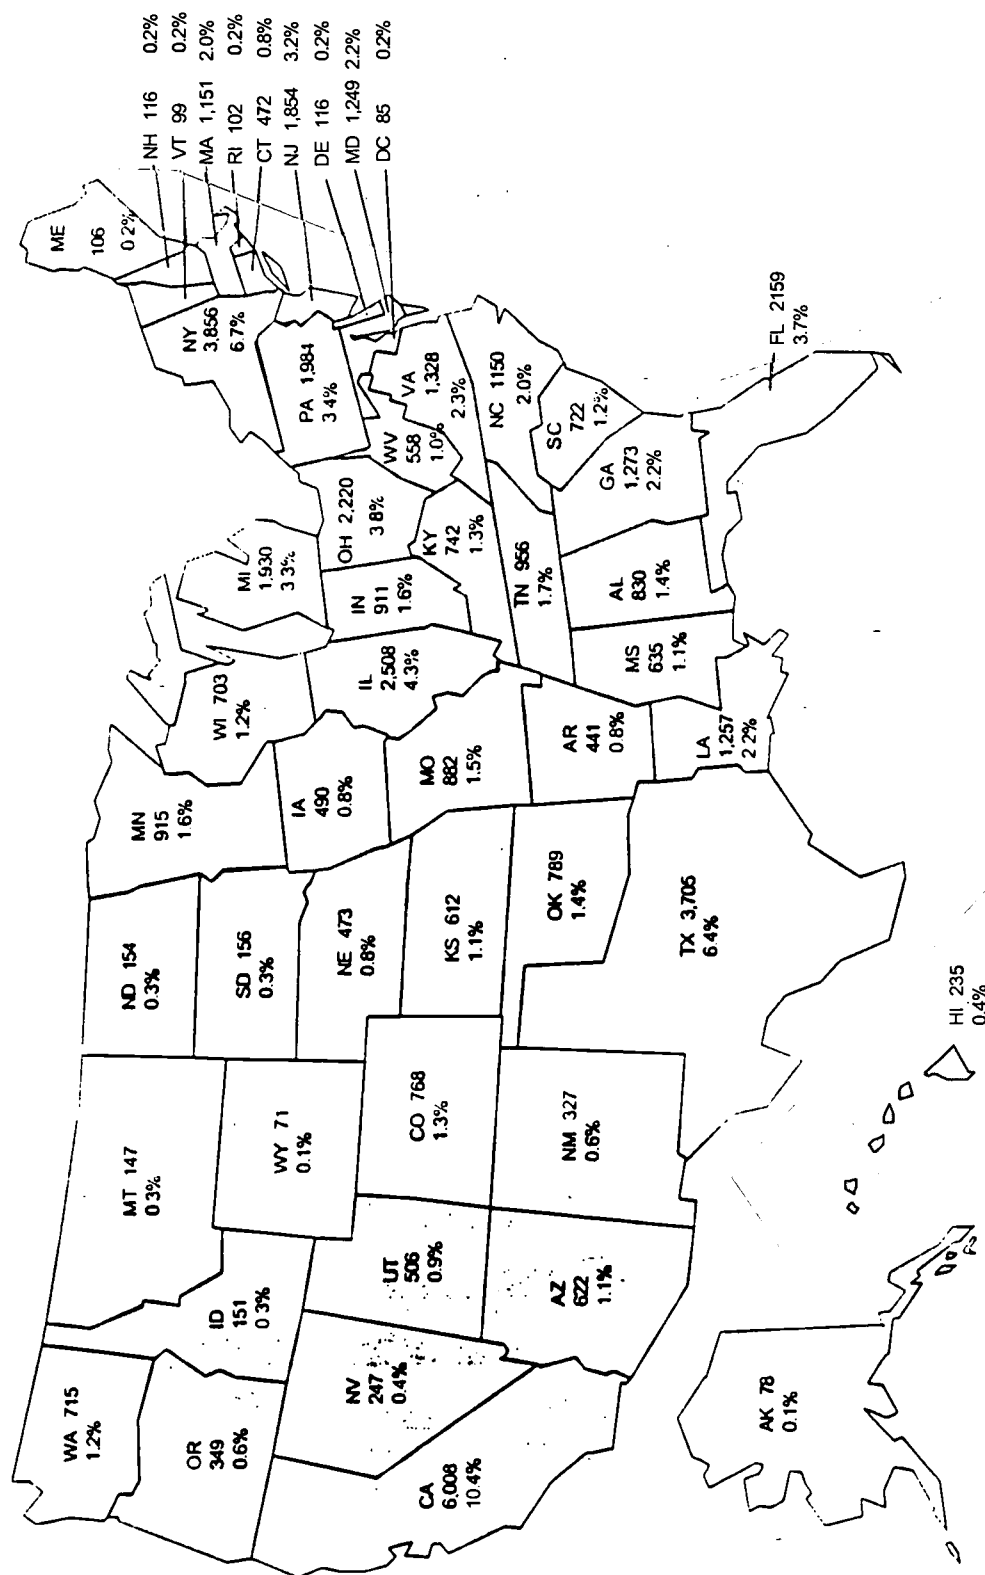 WA 715
1.2%
OR
349
0.6%
CA
6,008
10.4%
NV
247
0.4%
ID
151
0.3%
MT 147
0.3%
WY 71
0.1%
UT
506
0.9%
AZ
622
1.1%
CO 768
1.3%
NM 327
0.6%
ND 154
0.3%
SD 156
0.3%
NE 473
0.8%
KS 612
1.1%
OK 789
1.4%
TX 3,705
6.4%
MN
915
1.6%
IA
490
0.8%
MO
882
1.5%
AR
441
0.8%
LA
1,257
2.2%
WI 703
1.2%
IL
2,508
4.3%
MI
1,930
3.3%
IN
911
1.6%
OH 2,220
3.8%
KY
742
1.3%
TN 956
1.7%
MS
635
1.1%
AL
830
1.4%
GA
1,273
2.2%
FL 2159
3.7%
SC
722
1.2%
NC 1150
2.0%
VA
1,328
2.3%
WV
558
1.0%
PA 1,984
3.4%
NY
3,856
6.7%
ME
106
0.2%
NH 116 0.2%
VT 99 0.2%
MA 1,151 2.0%
RI 102 0.2%
CT 472 0.8%
NJ 1,854 3.2%
DE 116 0.2%
MD 1,249 2.2%
DC 85 0.2%
AK 78
0.1%
HI 235
0.4%